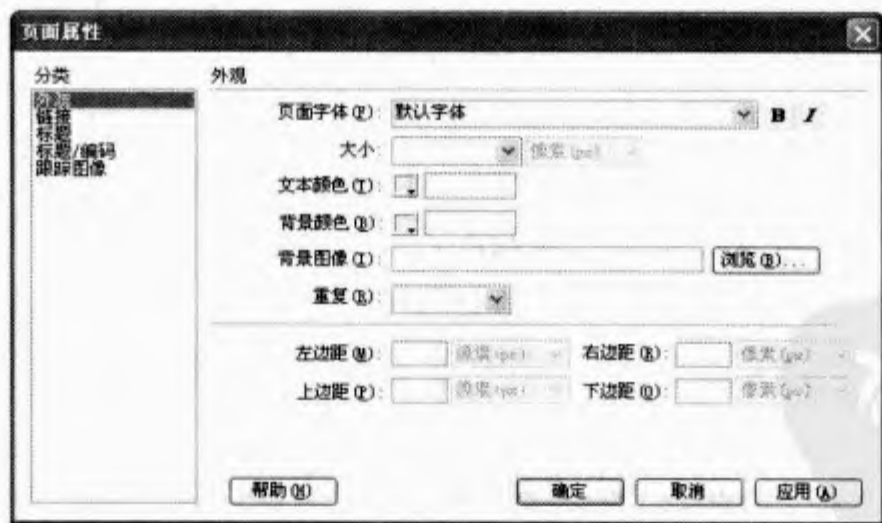 页面属性
分类
外观
外观
链接
标题
标题/编码
跟踪图像
页面字体(F): 默认字体 B I
大小: 像素(px)
文本颜色(T):
背景颜色(B):
背景图像(I): 浏览(B)...
重复(R):
左边距(M): 像素(px) 右边距(R): 像素(px)
上边距(P): 像素(px) 下边距(O): 像素(px)
帮助(H) 确定 取消 应用(A)